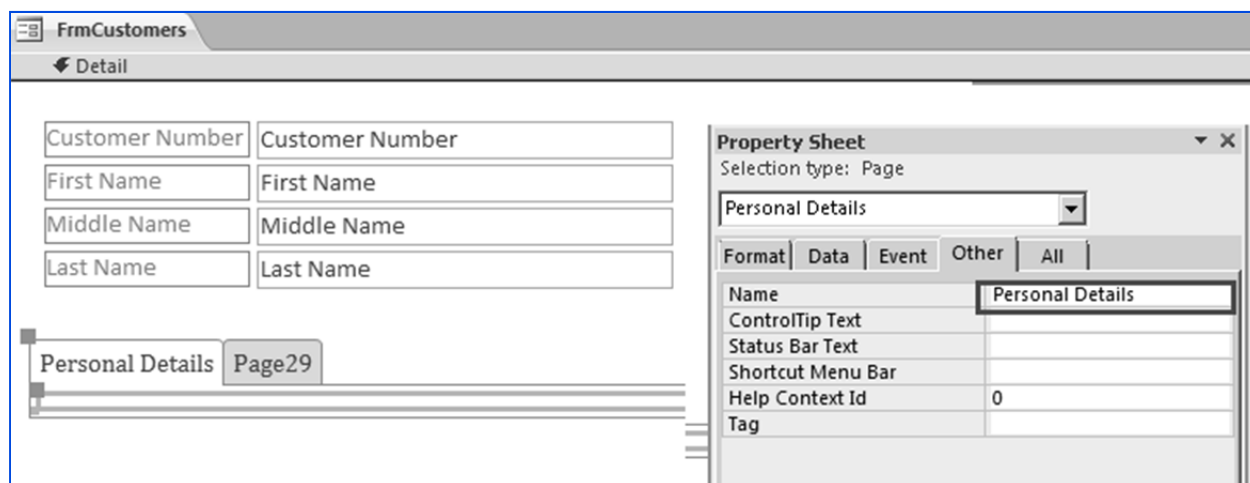 FrmCustomers
Detail
Customer Number Customer Number
First Name First Name
Middle Name Middle Name
Last Name Last Name
Personal Details Page29
Property Sheet
Selection type: Page
Personal Details
Format Data Event Other All
Name Personal Details
ControlTip Text
Status Bar Text
Shortcut Menu Bar
Help Context Id 0
Tag